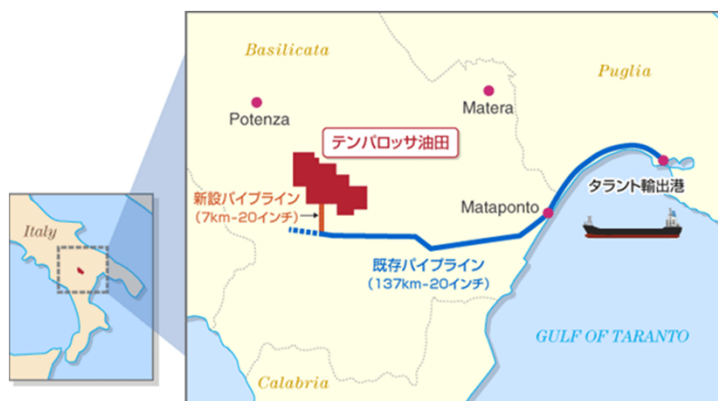 Basilicata
Puglia
Potenza
Matera
テンパロッサ油田
新設パイプライン
(7km-20インチ)
タラント輸出港
Mataponto
Italy
既存パイプライン
(137km-20インチ)
GULF OF TARANTO
Calabria